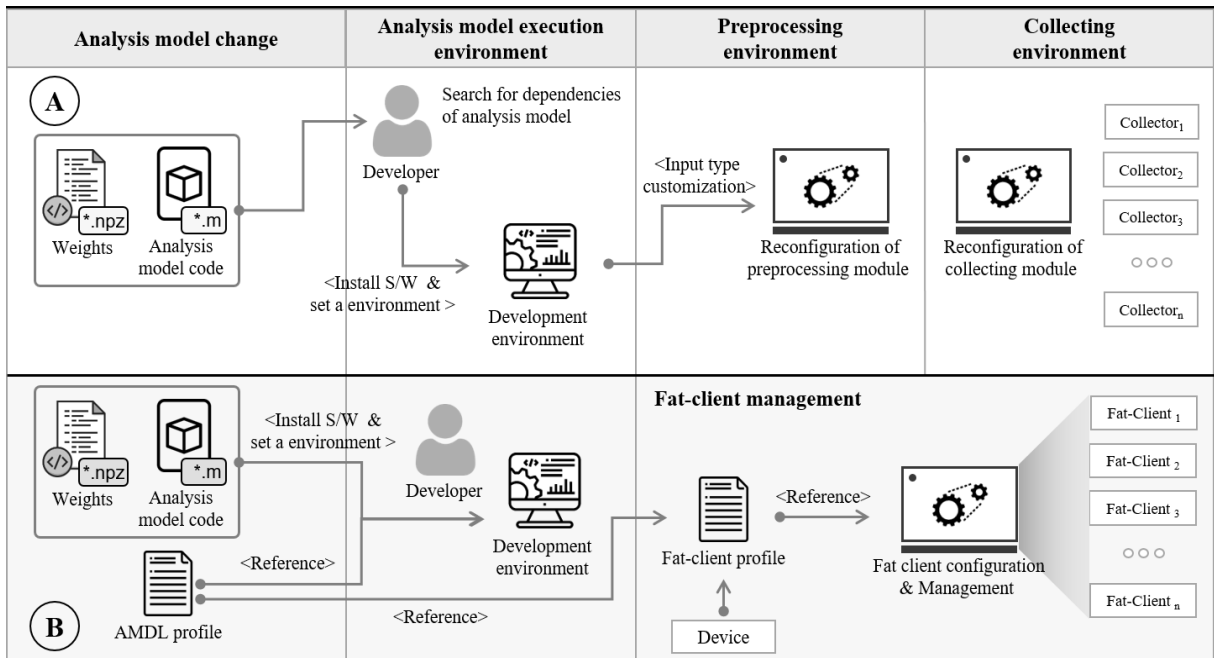 Analysis model change
Analysis model execution
environment
Preprocessing
environment
Collecting
environment
A
*.npz
Weights
*.m
Analysis
model code
Search for dependencies
of analysis model
Developer
<Install S/W &
set a environment >
Development
environment
<Input type
customization>
Reconfiguration of
preprocessing module
Reconfiguration of
collecting module
Collector1
Collector2
Collector3
○○○
Collectorn
B
*.npz
Weights
*.m
Analysis
model code
<Install S/W &
set a environment >
Developer
Development
environment
AMDL profile
<Reference>
<Reference>
Fat-client management
Fat-client profile
Device
<Reference>
Fat client configuration
& Management
Fat-Client 1
Fat-Client 2
Fat-Client 3
○○○
Fat-Client n